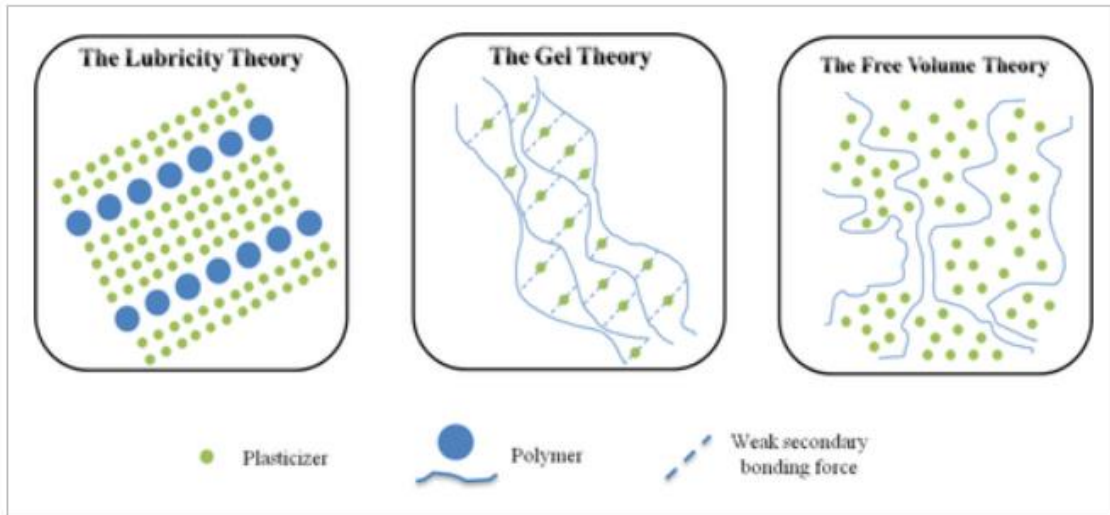 The Lubricity Theory
The Gel Theory
The Free Volume Theory
Plasticizer
Polymer
Weak secondary
bonding force